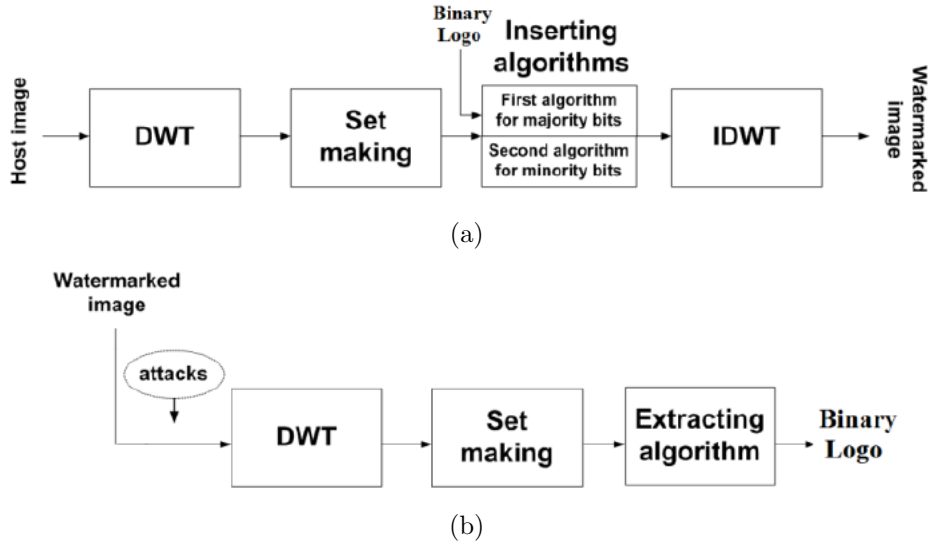 Host image
DWT
Set
making
Binary
Logo
Inserting
algorithms
First algorithm
for majority bits
Second algorithm
for minority bits
IDWT
Watermarked
image
(a)
Watermarked
image
attacks
DWT
Set
making
Extracting
algorithm
Binary
Logo
(b)